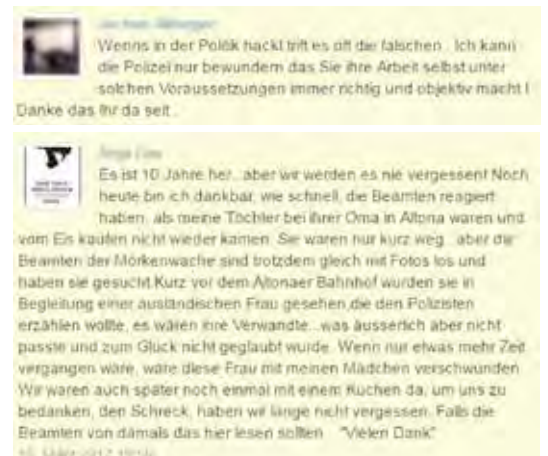 Wenns in der Politik hackt trift es oft die falschen.. Ich kann
die Polizei nur bewundern das Sie ihre Arbeit selbst unter
solchen Voraussetzungen immer richtig und objektiv macht !
Danke das Ihr da seit..
Es ist 10 Jahre her...aber wir werden es nie vergessen! Noch
heute bin ich dankbar, wie schnell, die Beamten reagiert
haben, als meine Töchter bei ihrer Oma in Altona waren und
vom Eis kaufen nicht wieder kamen. Sie waren nur kurz weg...aber die
Beamten der Mörkenwache sind trotzdem gleich mit Fotos los und
haben sie gesucht.Kurz vor dem Altonaer Bahnhof wurden sie in
Begleitung einer ausländischen Frau gesehen,die den Polizisten
erzählen wollte, es wären ihre Verwandte...was äusserlich aber nicht
passte und zum Glück nicht geglaubt wurde. Wenn nur etwas mehr Zeit
vergangen wäre, wäre diese Frau mit meinen Mädchen verschwunden.
Wir waren auch später noch einmal mit einem Kuchen da, um uns zu
bedanken, den Schreck, haben wir lange nicht vergessen. Falls die
Beamten von damals das hier lesen sollten... "Vielen Dank"